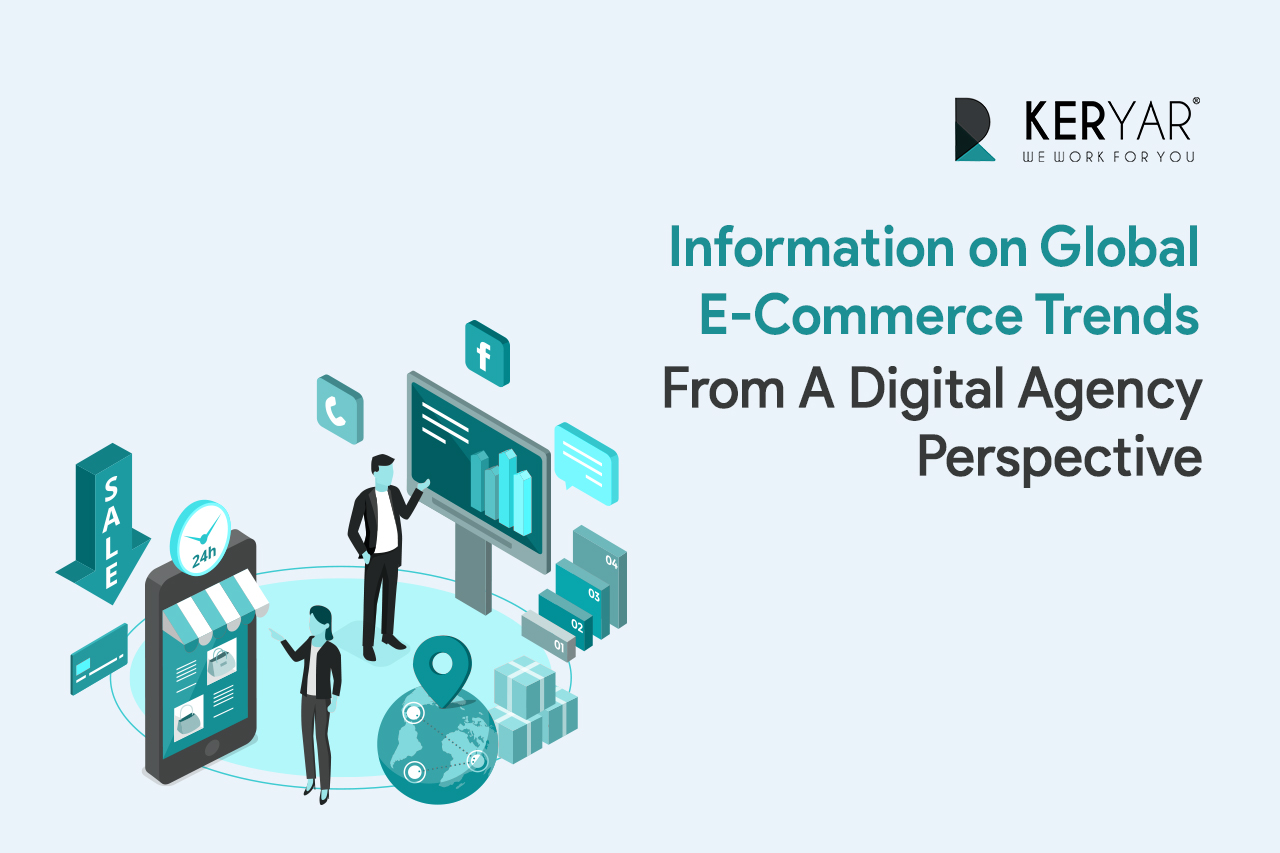 KERYAR®
WE WORK FOR YOU
Information on Global
E-Commerce Trends
From A Digital Agency
Perspective
SALE
24h
04
03
02
01